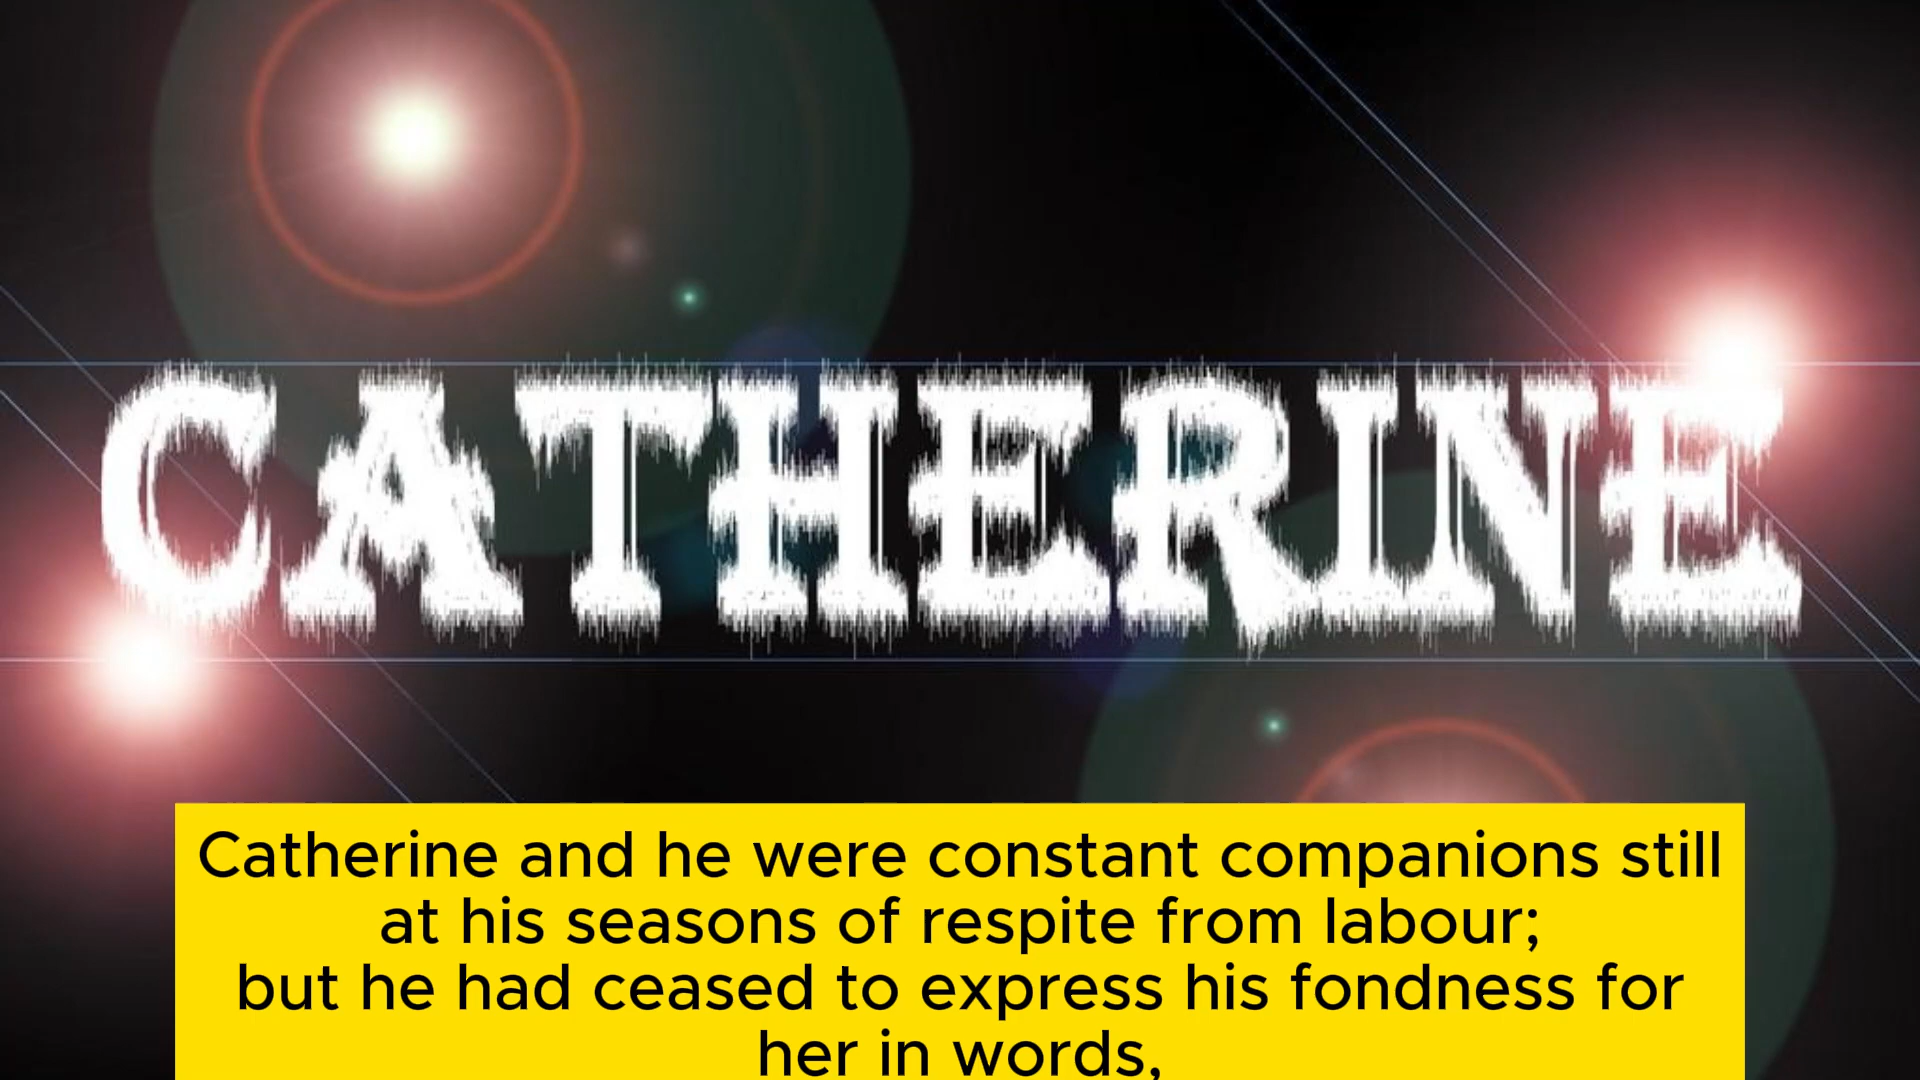 CATHERINE
Catherine and he were constant companions still
at his seasons of respite from labour;
but he had ceased to express his fondness for
her in words,